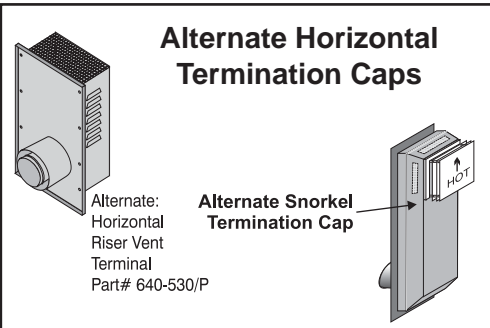 Alternate Horizontal
Termination Caps
Alternate:
Horizontal
Riser Vent
Terminal
Part# 640-530/P
Alternate Snorkel
Termination Cap
↑
HOT